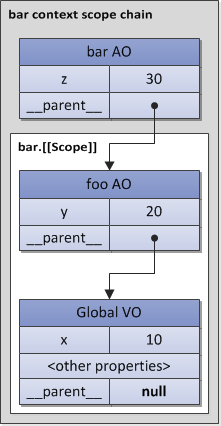 bar context scope chain
bar AO
z 30
__parent__
bar.[[Scope]]
foo AO
y 20
__parent__
Global VO
x 10
<other properties>
__parent__ null